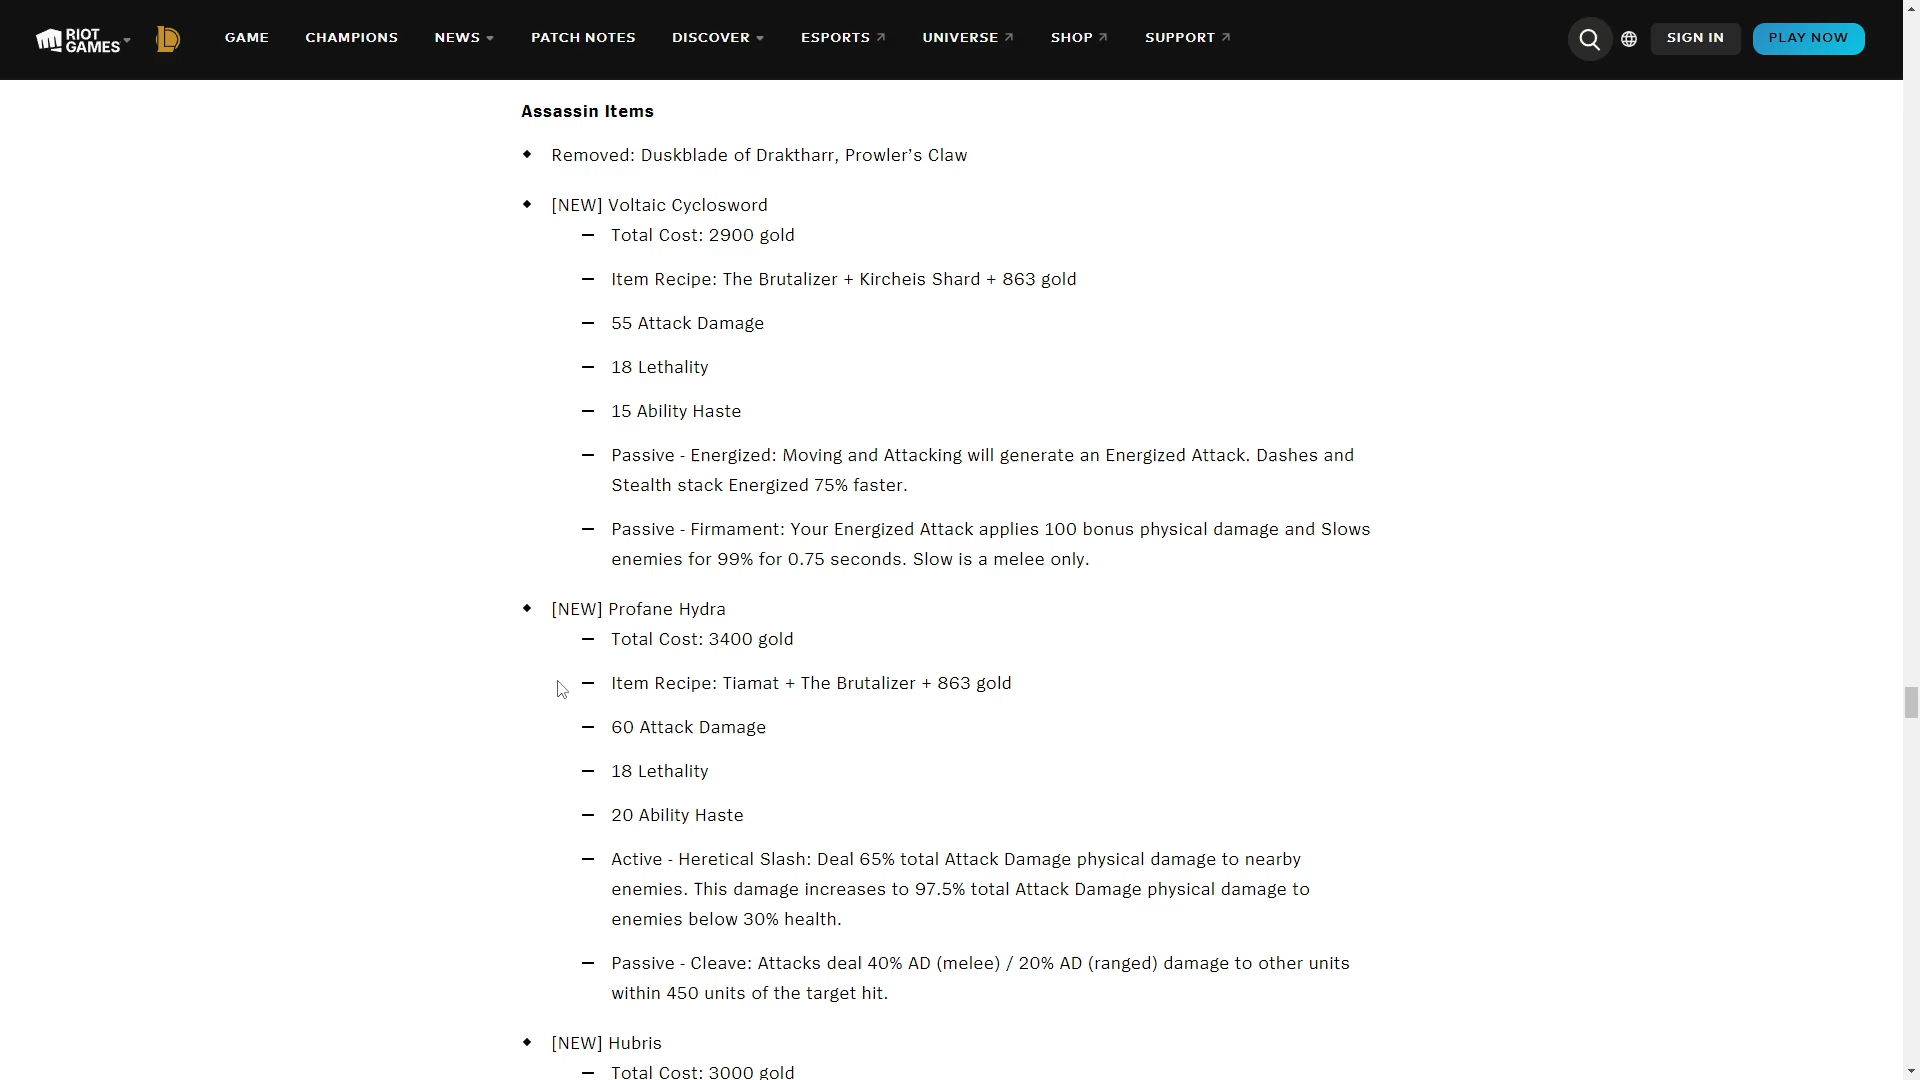 RIOT GAMES
GAME CHAMPIONS NEWS PATCH NOTES DISCOVER ESPORTS UNIVERSE SHOP SUPPORT SIGN IN PLAY NOW
Assassin Items
Removed: Duskblade of Draktharr, Prowler’s Claw
[NEW] Voltaic Cyclosword
— Total Cost: 2900 gold
— Item Recipe: The Brutalizer + Kircheis Shard + 863 gold
— 55 Attack Damage
— 18 Lethality
— 15 Ability Haste
— Passive - Energized: Moving and Attacking will generate an Energized Attack. Dashes and
Stealth stack Energized 75% faster.
— Passive - Firmament: Your Energized Attack applies 100 bonus physical damage and Slows
enemies for 99% for 0.75 seconds. Slow is a melee only.
[NEW] Profane Hydra
— Total Cost: 3400 gold
— Item Recipe: Tiamat + The Brutalizer + 863 gold
— 60 Attack Damage
— 18 Lethality
— 20 Ability Haste
— Active - Heretical Slash: Deal 65% total Attack Damage physical damage to nearby
enemies. This damage increases to 97.5% total Attack Damage physical damage to
enemies below 30% health.
— Passive - Cleave: Attacks deal 40% AD (melee) / 20% AD (ranged) damage to other units
within 450 units of the target hit.
[NEW] Hubris
— Total Cost: 3000 gold